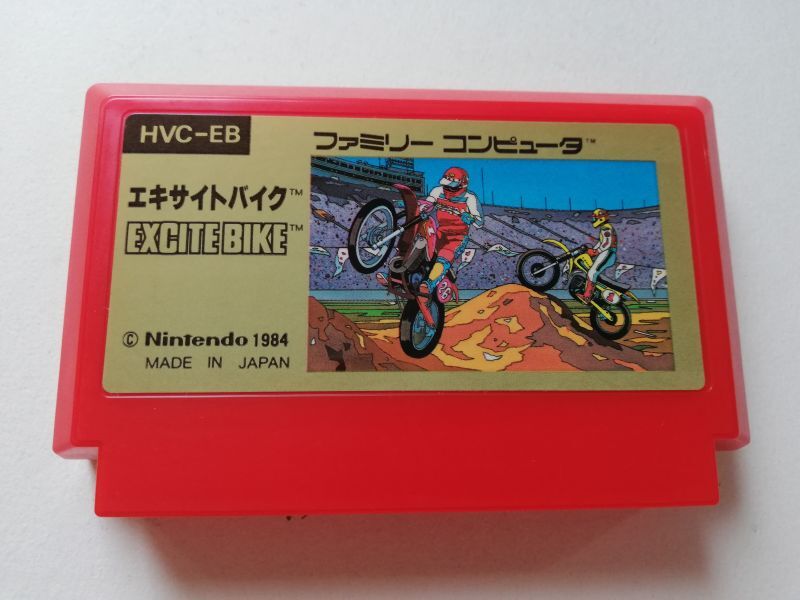 HVC-EB
ファミリー コンピュータ™
エキサイトバイク™
EXCITEBIKE™
© Nintendo 1984
MADE IN JAPAN
26